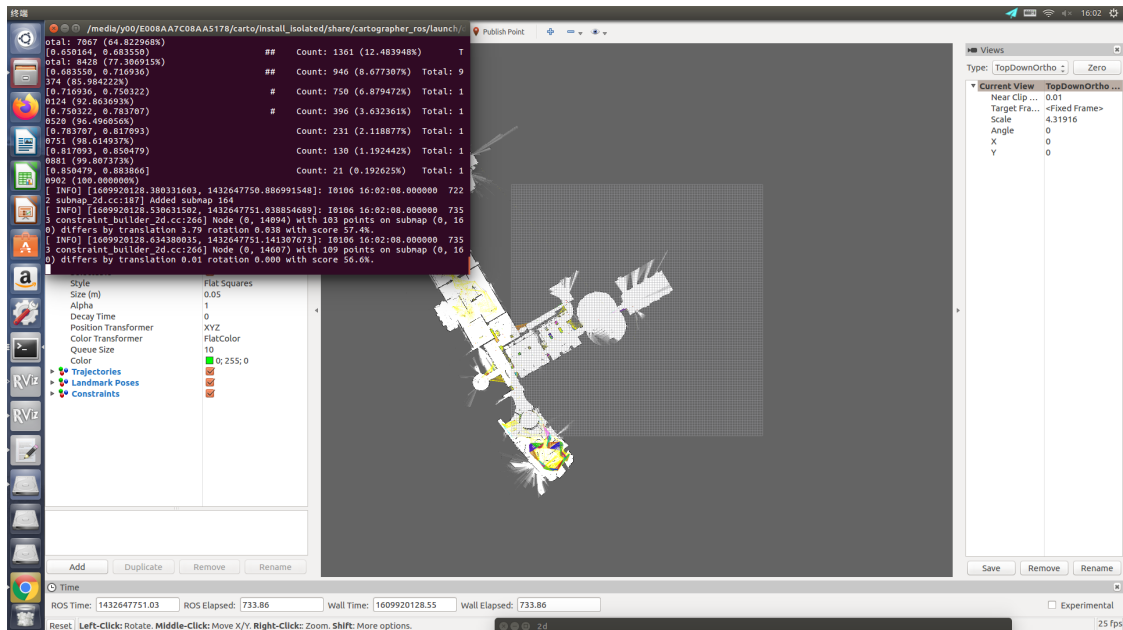 终端
16:02
/media/y00/E008AA7C08AA5178/carto/install_isolated/share/cartographer_ros/launch/
Publish Point
otal: 7067 (64.822968%)
[0.650164, 0.683550) ## Count: 1361 (12.483948%) T
otal: 8428 (77.306915%)
[0.683550, 0.716936) ## Count: 946 (8.677307%) Total: 9
374 (85.984222%)
[0.716936, 0.750322) # Count: 750 (6.879472%) Total: 1
0124 (92.863693%)
[0.750322, 0.783707) # Count: 396 (3.632361%) Total: 1
0520 (96.496056%)
[0.783707, 0.817093) Count: 231 (2.118877%) Total: 1
0751 (98.614937%)
[0.817093, 0.850479) Count: 130 (1.192442%) Total: 1
0881 (99.807373%)
[0.850479, 0.883866] Count: 21 (0.192625%) Total: 1
0902 (100.000000%)
[ INFO] [1609920128.380331603, 1432647750.886991548]: I0106 16:02:08.000000 722
2 submap_2d.cc:187] Added submap 164
[ INFO] [1609920128.530631502, 1432647751.038854689]: I0106 16:02:08.000000 735
3 constraint_builder_2d.cc:266] Node (0, 14094) with 103 points on submap (0, 16
0) differs by translation 3.79 rotation 0.038 with score 57.4%.
[ INFO] [1609920128.634380035, 1432647751.141307673]: I0106 16:02:08.000000 735
3 constraint_builder_2d.cc:266] Node (0, 14607) with 109 points on submap (0, 16
0) differs by translation 0.01 rotation 0.000 with score 56.6%.
Style Flat Squares
Size (m) 0.05
Alpha 1
Decay Time 0
Position Transformer XYZ
Color Transformer FlatColor
Queue Size 10
Color 0; 255; 0
Trajectories
Landmark Poses
Constraints
Add Duplicate Remove Rename
Views
Type: TopDownOrtho Zero
Current View TopDownOrtho ...
Near Clip ... 0.01
Target Fra... <Fixed Frame>
Scale 4.31916
Angle 0
X 0
Y 0
Save Remove Rename
Time
ROS Time: 1432647751.03 ROS Elapsed: 733.86 Wall Time: 1609920128.55 Wall Elapsed: 733.86 Experimental
Reset Left-Click: Rotate. Middle-Click: Move X/Y. Right-Click:: Zoom. Shift: More options. 2d 25 fps
RViz
RViz